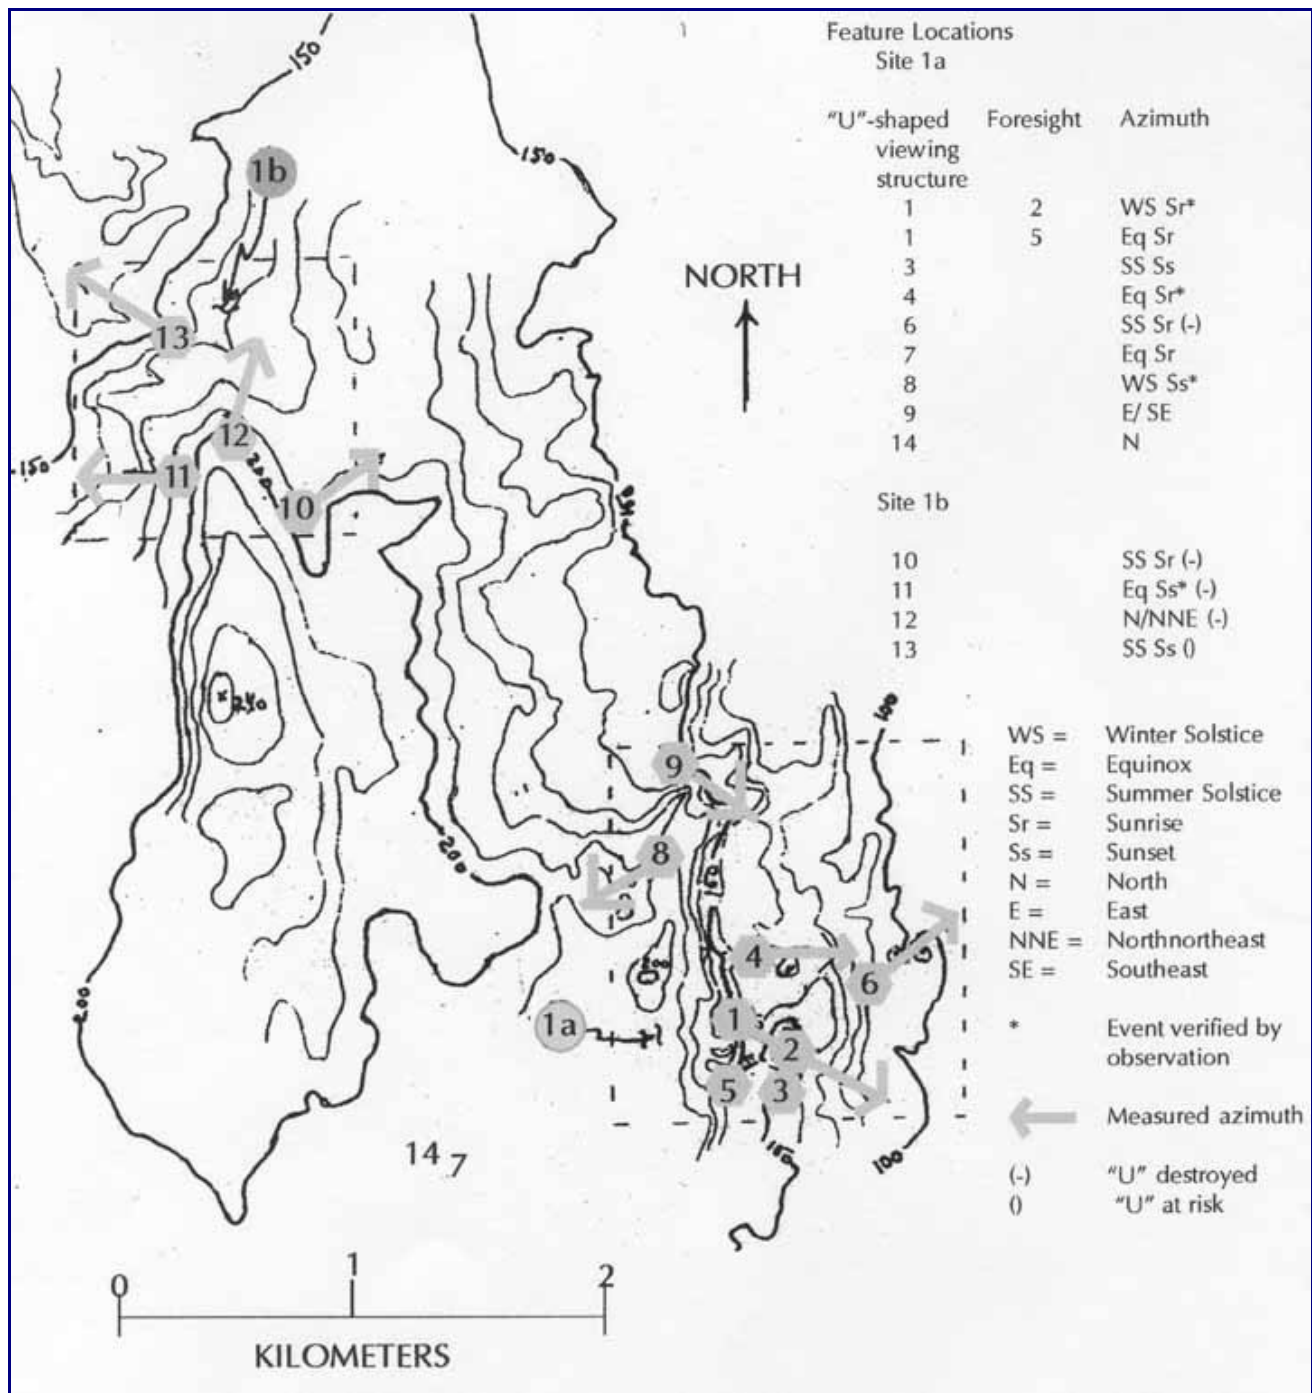 Feature Locations
Site 1a
"U"-shaped viewing structure Foresight Azimuth
1 2 WS Sr*
1 5 Eq Sr
3 SS Ss
4 Eq Sr*
6 SS Sr (-)
7 Eq Sr
8 WS Ss*
9 E/ SE
14 N
Site 1b
10 SS Sr (-)
11 Eq Ss* (-)
12 N/NNE (-)
13 SS Ss ()
WS = Winter Solstice
Eq = Equinox
SS = Summer Solstice
Sr = Sunrise
Ss = Sunset
N = North
E = East
NNE = Northnortheast
SE = Southeast
* Event verified by
observation
Measured azimuth
(-) "U" destroyed
() "U" at risk
NORTH
150
150
1b
13
12
150
11
200
10
150
240
9
100
200
8
150
4
6
200
1a
1
2
5
3
150
100
14 7
0 1 2
KILOMETERS